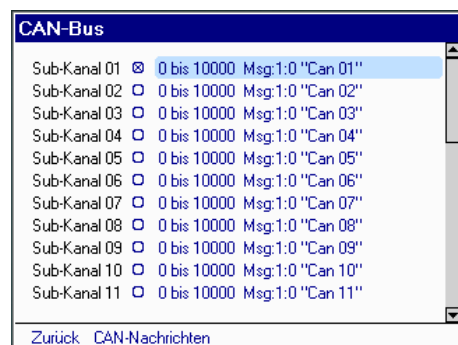 CAN-Bus
Sub-Kanal 01 0 bis 10000 Msg:1:0 "Can 01"
Sub-Kanal 02 0 bis 10000 Msg:1:0 "Can 02"
Sub-Kanal 03 0 bis 10000 Msg:1:0 "Can 03"
Sub-Kanal 04 0 bis 10000 Msg:1:0 "Can 04"
Sub-Kanal 05 0 bis 10000 Msg:1:0 "Can 05"
Sub-Kanal 06 0 bis 10000 Msg:1:0 "Can 06"
Sub-Kanal 07 0 bis 10000 Msg:1:0 "Can 07"
Sub-Kanal 08 0 bis 10000 Msg:1:0 "Can 08"
Sub-Kanal 09 0 bis 10000 Msg:1:0 "Can 09"
Sub-Kanal 10 0 bis 10000 Msg:1:0 "Can 10"
Sub-Kanal 11 0 bis 10000 Msg:1:0 "Can 11"
Zurück CAN-Nachrichten